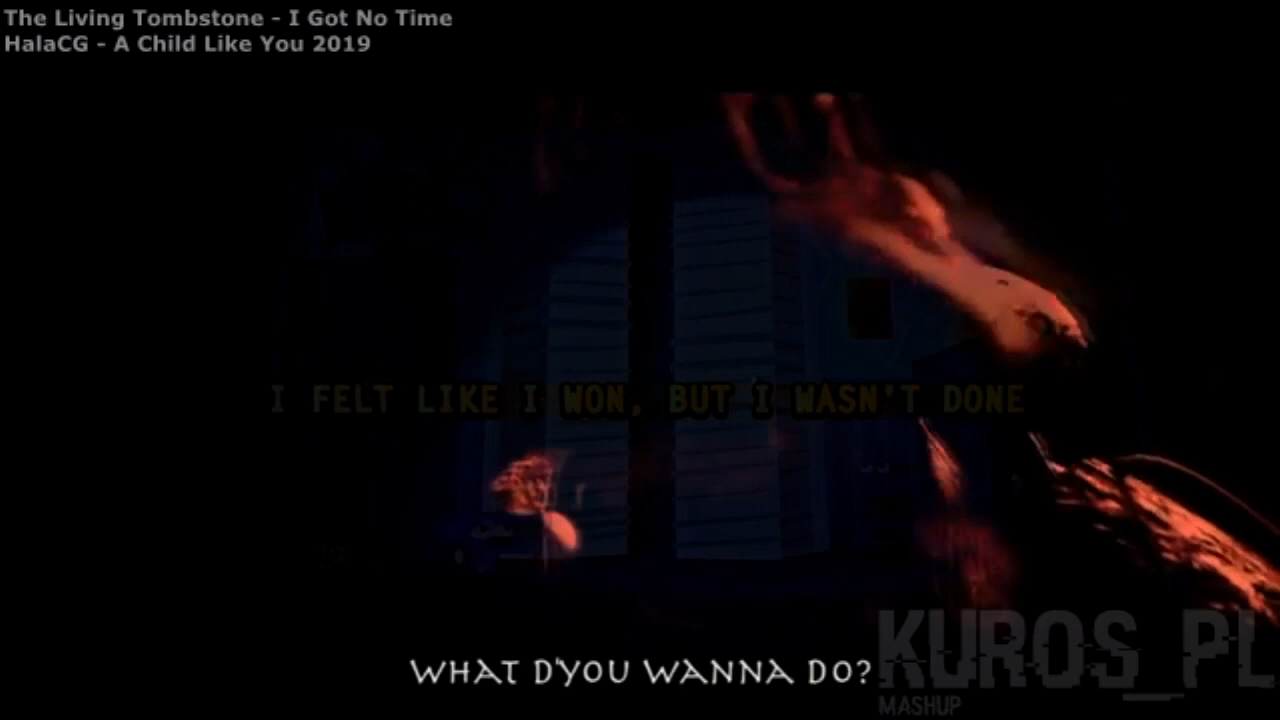 The Living Tombstone - I Got No Time
HalaCG - A Child Like You 2019
I FELT LIKE I WON, BUT I WASN'T DONE
WHAT D'YOU WANNA DO?
KUROS_PL
MASHUP